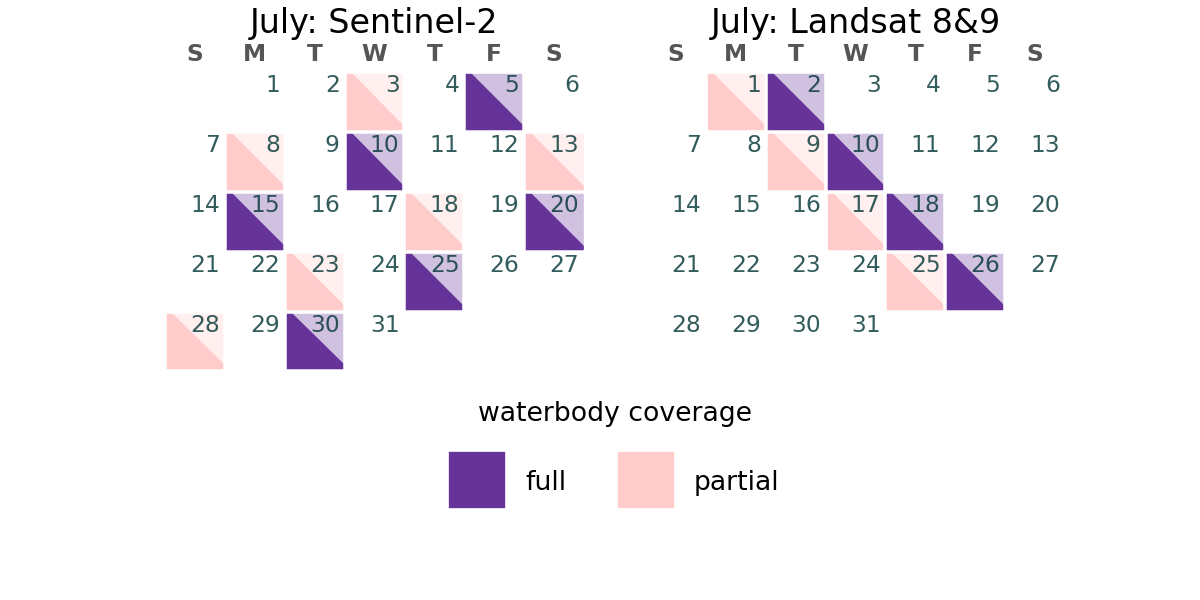 July: Sentinel-2
S M T W T F S
1 2 3 4 5 6
7 8 9 10 11 12 13
14 15 16 17 18 19 20
21 22 23 24 25 26 27
28 29 30 31
July: Landsat 8&9
S M T W T F S
1 2 3 4 5 6
7 8 9 10 11 12 13
14 15 16 17 18 19 20
21 22 23 24 25 26 27
28 29 30 31
waterbody coverage
full
partial